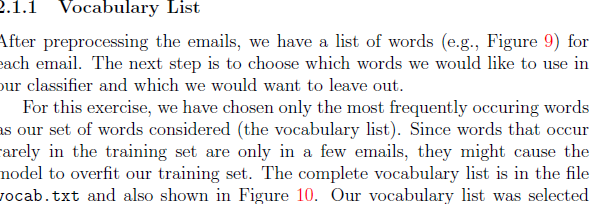 2.1.1 Vocabulary List
After preprocessing the emails, we have a list of words (e.g., Figure 9) for
each email. The next step is to choose which words we would like to use in
our classifier and which we would want to leave out.
For this exercise, we have chosen only the most frequently occuring words
as our set of words considered (the vocabulary list). Since words that occur
rarely in the training set are only in a few emails, they might cause the
model to overfit our training set. The complete vocabulary list is in the file
vocab.txt and also shown in Figure 10. Our vocabulary list was selected